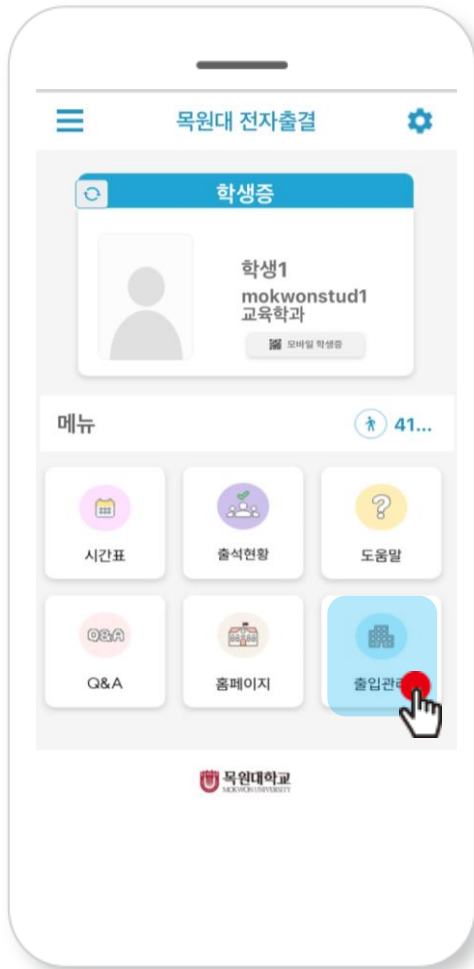 목원대 전자출결
학생증
학생1
mokwonstud1
교육학과
모바일 학생증
메뉴
41...
시간표
출석현황
도움말
Q&A
Q&A
홈페이지
출입관리
목원대학교
MOKWON UNIVERSITY